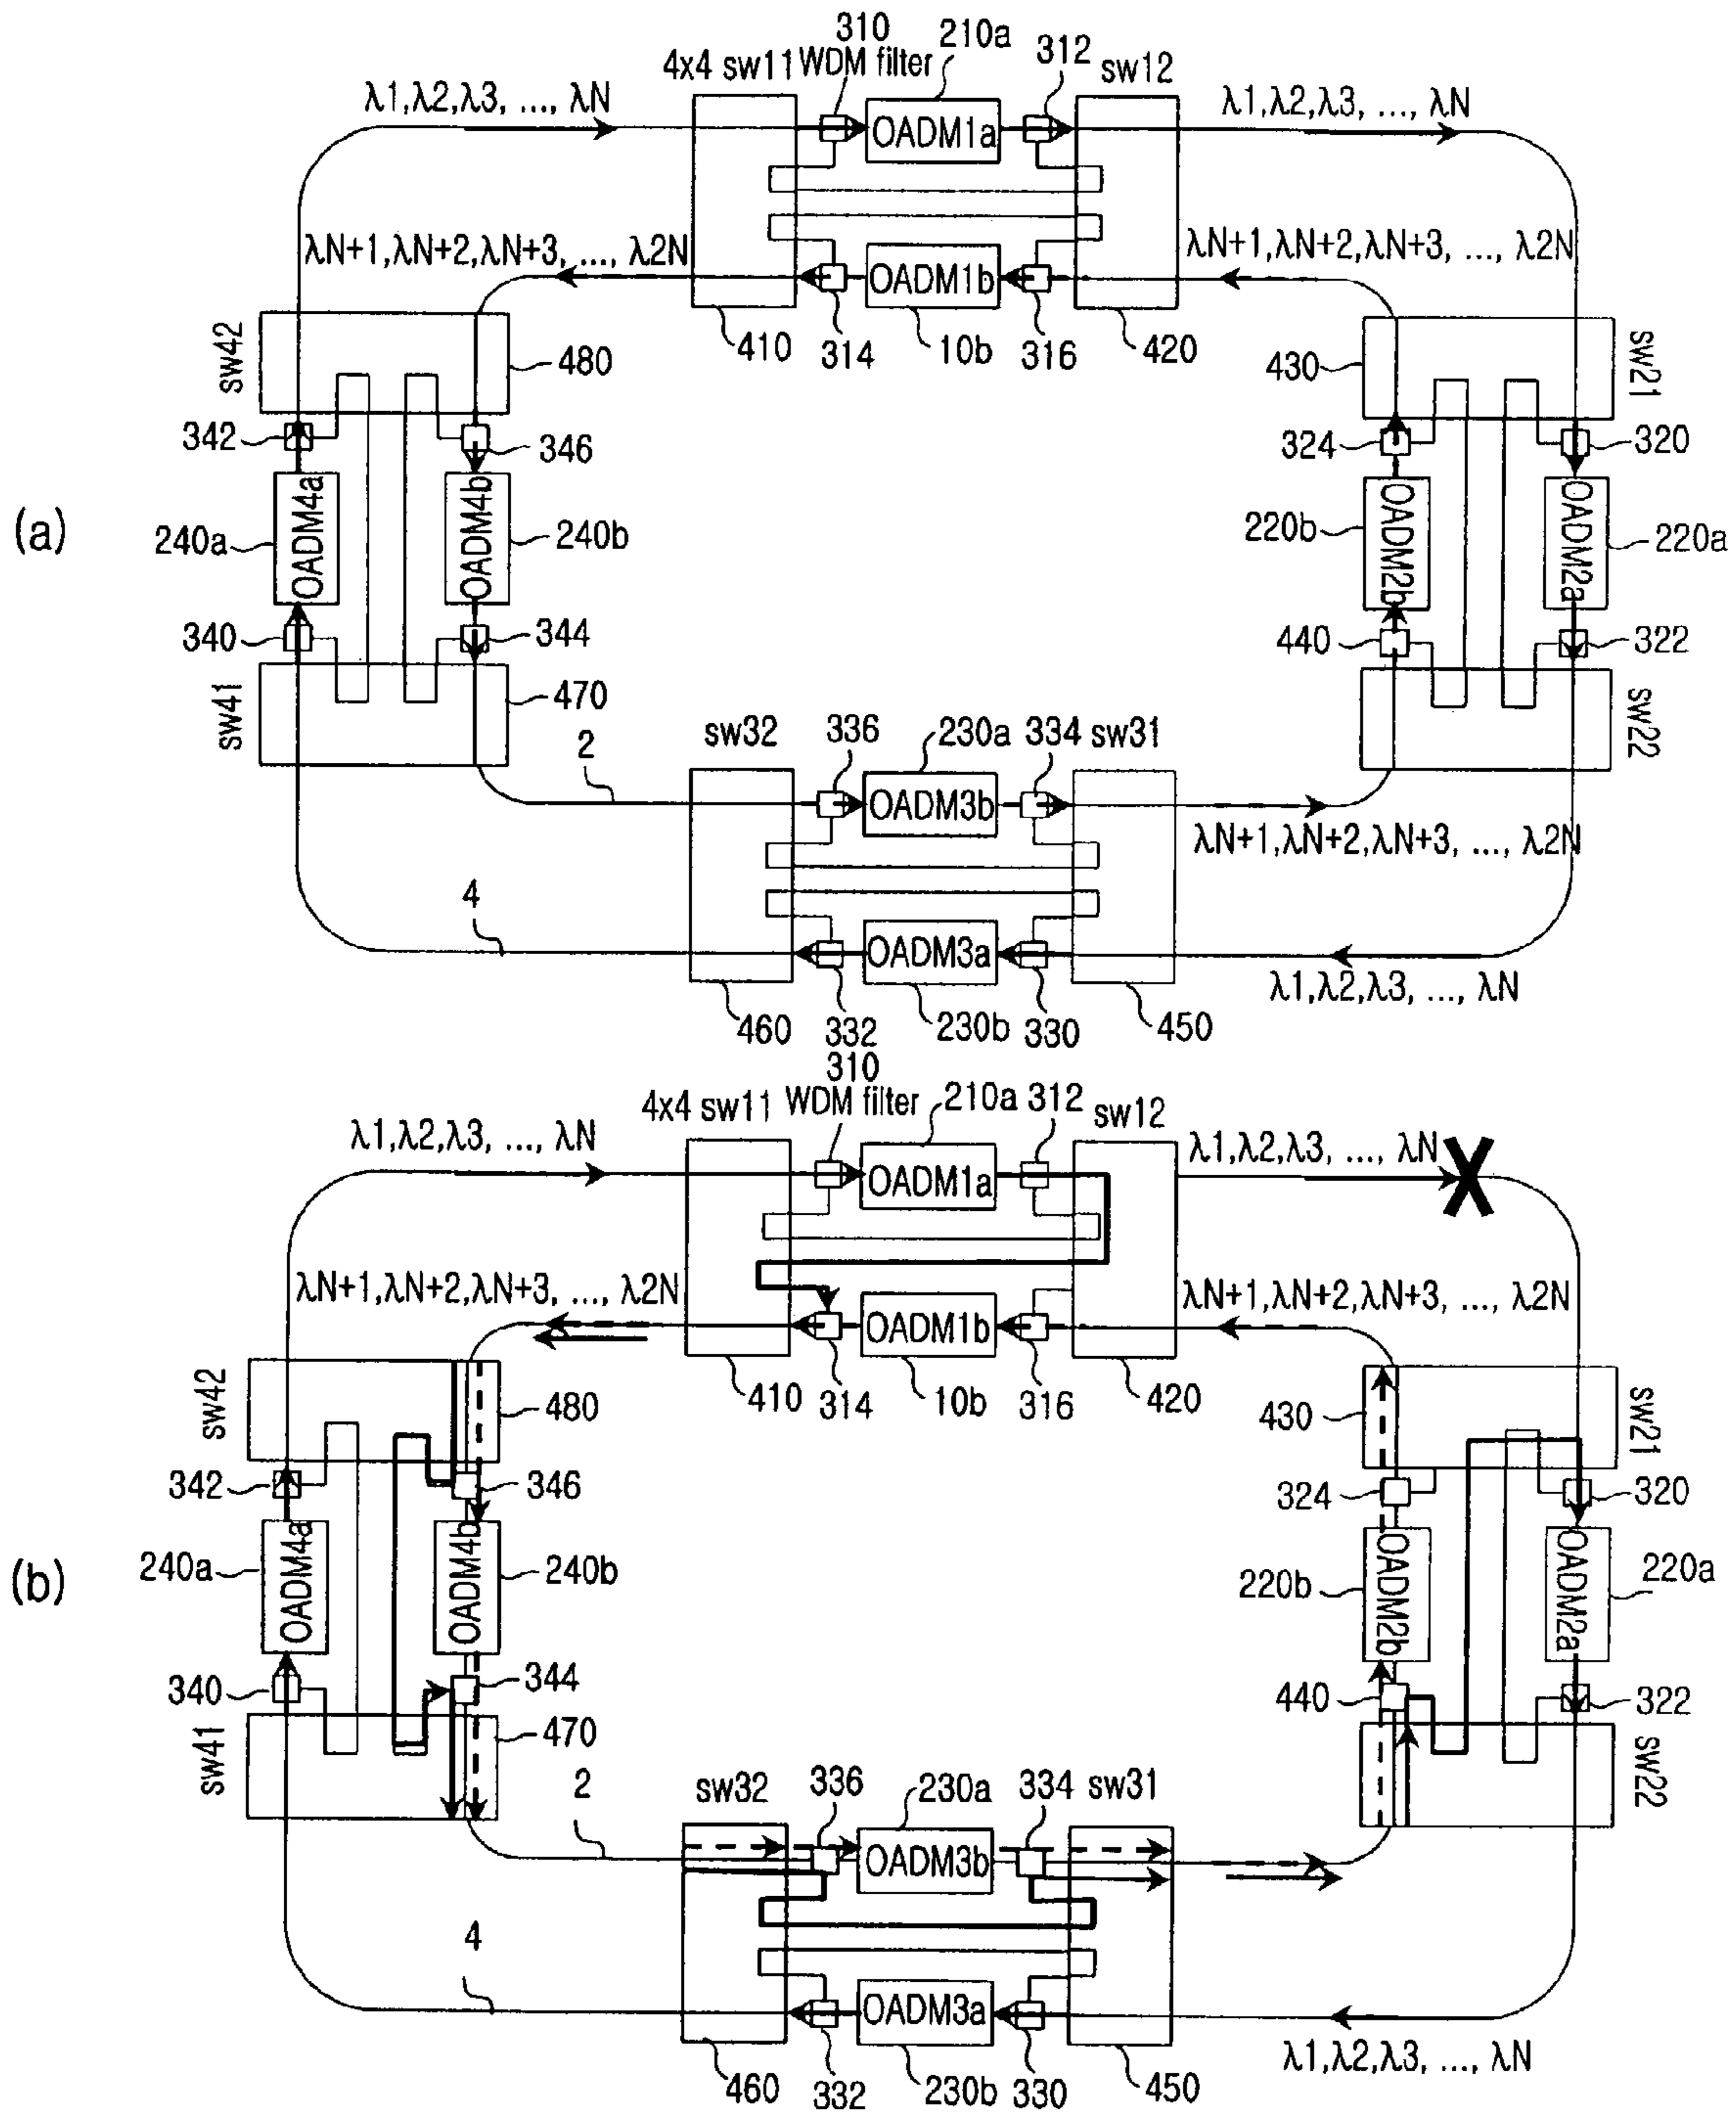 (a)
310
210a
312
4x4 sw11 WDM filter
sw12
λ1,λ2,λ3, ..., λN
λ1,λ2,λ3, ..., λN
OADM1a
λN+1,λN+2,λN+3, ..., λ2N
λN+1,λN+2,λN+3, ..., λ2N
OADM1b
410
314
10b
316
420
sw42
480
430
sw21
342
346
324
320
OADM4a
OADM4b
OADM2b
OADM2a
240a
240b
220b
220a
340
344
440
322
sw41
470
sw22
2
sw32
336
230a
334
sw31
OADM3b
λN+1,λN+2,λN+3, ..., λ2N
4
OADM3a
λ1,λ2,λ3, ..., λN
460
332
230b
330
450
(b)
310
4x4 sw11 WDM filter
210a
312
sw12
λ1,λ2,λ3, ..., λN
λ1,λ2,λ3, ..., λN
OADM1a
λN+1,λN+2,λN+3, ..., λ2N
λN+1,λN+2,λN+3, ..., λ2N
OADM1b
410
314
10b
316
420
sw42
480
430
sw21
342
346
324
320
OADM4a
OADM4b
OADM2b
OADM2a
240a
240b
220b
220a
340
344
440
322
sw41
470
sw22
2
sw32
336
230a
334
sw31
OADM3b
4
OADM3a
λ1,λ2,λ3, ..., λN
460
332
230b
330
450